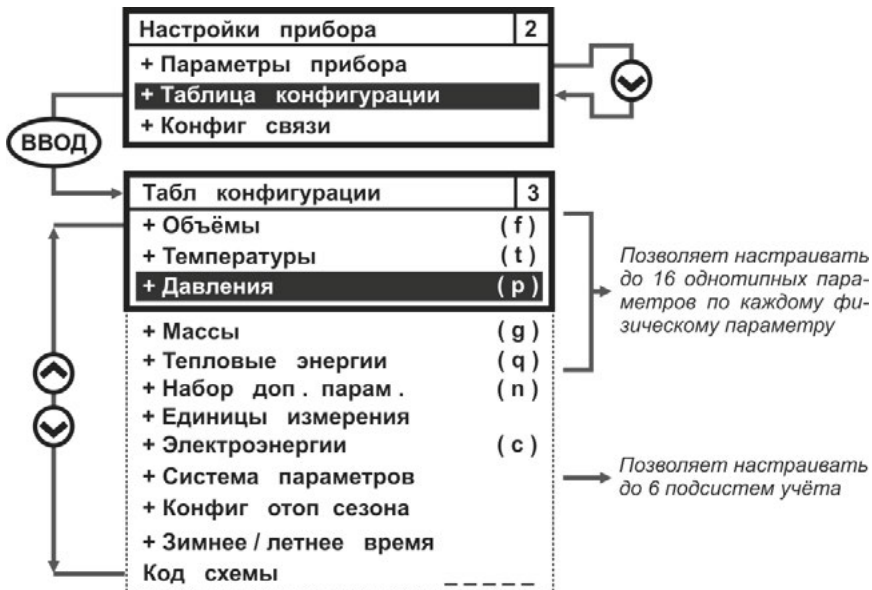 Настройки прибора 2
+ Параметры прибора
+ Таблица конфигурации
+ Конфиг связи
ВВОД
Табл конфигурации 3
+ Объёмы ( f )
+ Температуры ( t )
+ Давления ( p )
+ Массы ( g )
+ Тепловые энергии ( q )
+ Набор доп . парам . ( n )
+ Единицы измерения
+ Электроэнергии ( c )
+ Система параметров
+ Конфиг отоп сезона
+ Зимнее / летнее время
Код схемы _ _ _ _ _
Позволяет настраивать
до 16 однотипных пара-
метров по каждому фи-
зическому параметру
Позволяет настраивать
до 6 подсистем учёта